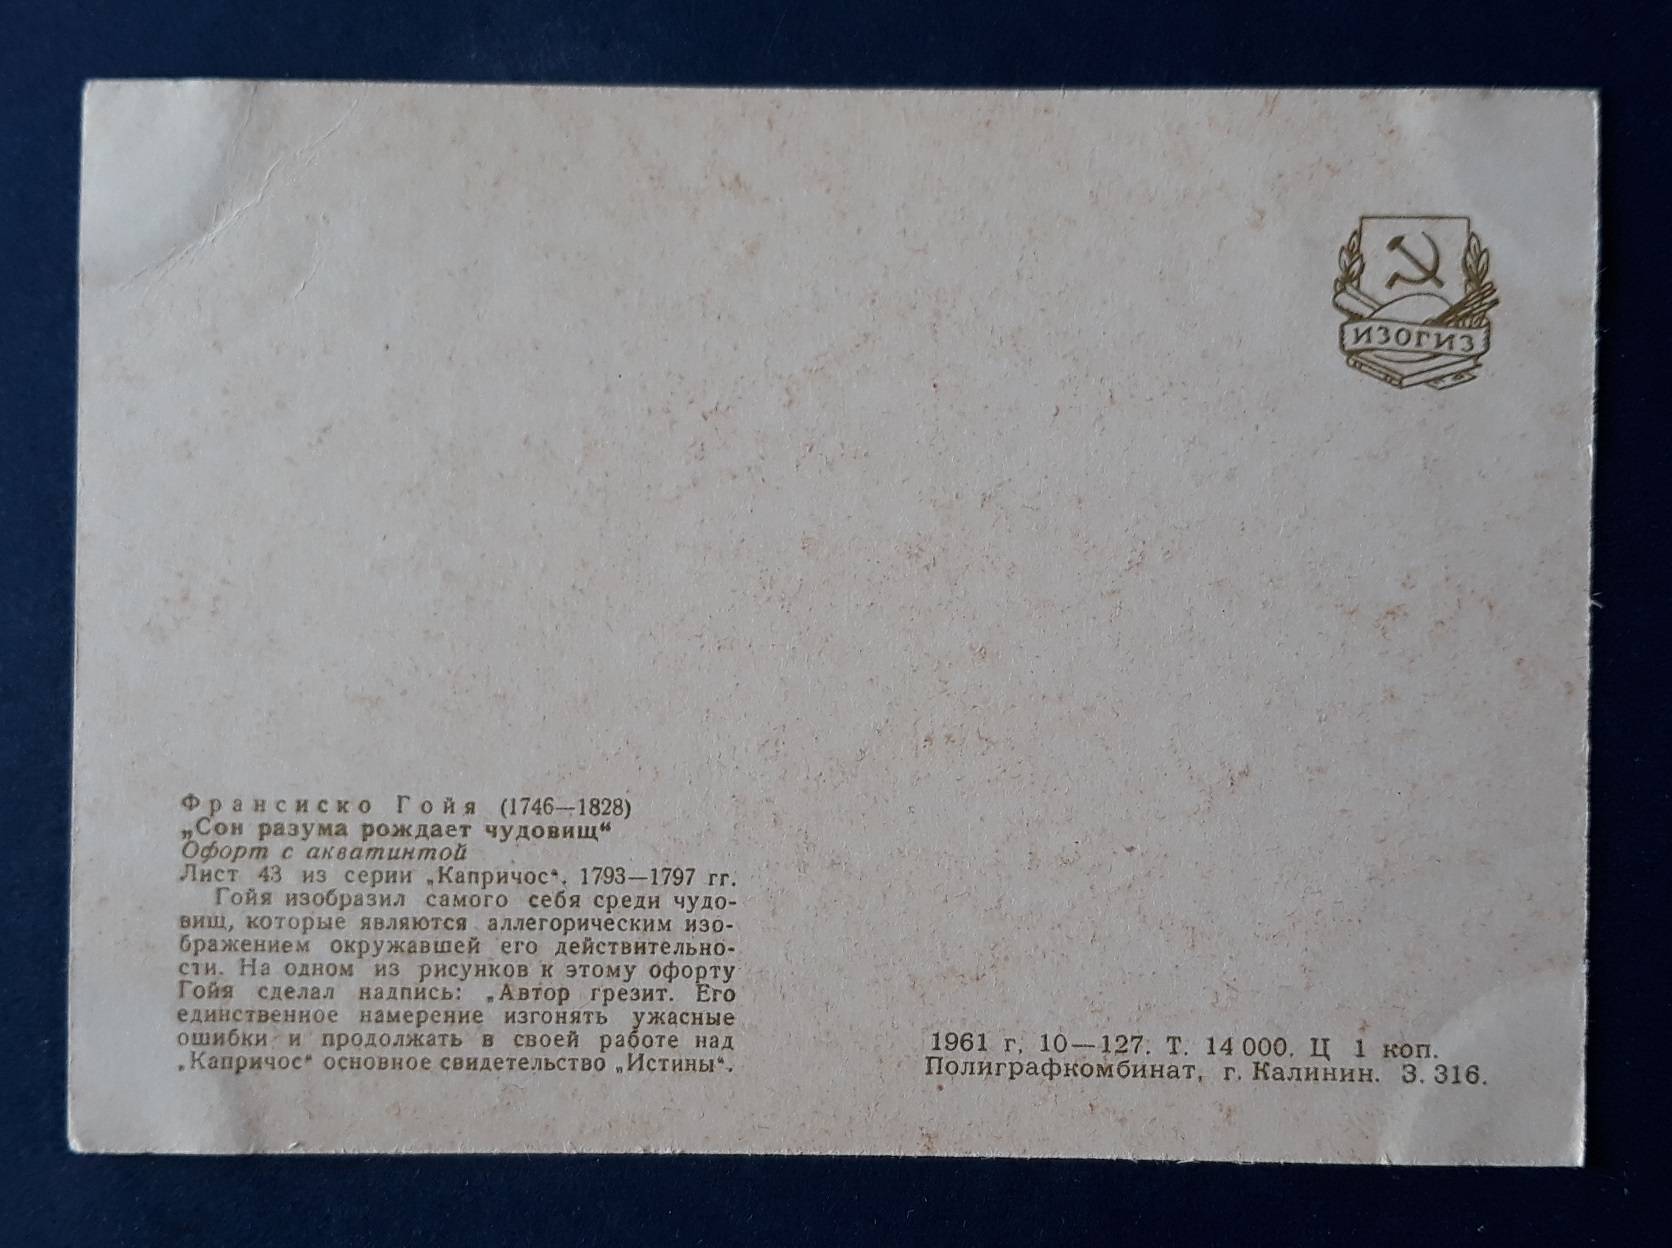 ИЗОГИЗ
Франсиско Гойя (1746—1828)
„Сон разума рождает чудовищ“
Офорт с акватинтой
Лист 43 из серии „Капричос“. 1793—1797 гг.
Гойя изобразил самого себя среди чудо-
вищ, которые являются аллегорическим изо-
бражением окружавшей его действительно-
сти. На одном из рисунков к этому офорту
Гойя сделал надпись: „Автор грезит. Его
единственное намерение изгонять ужасные
ошибки и продолжать в своей работе над
„Капричос“ основное свидетельство „Истины“.
1961 г. 10—127. Т. 14 000. Ц 1 коп.
Полиграфкомбинат, г. Калинин. З. 316.